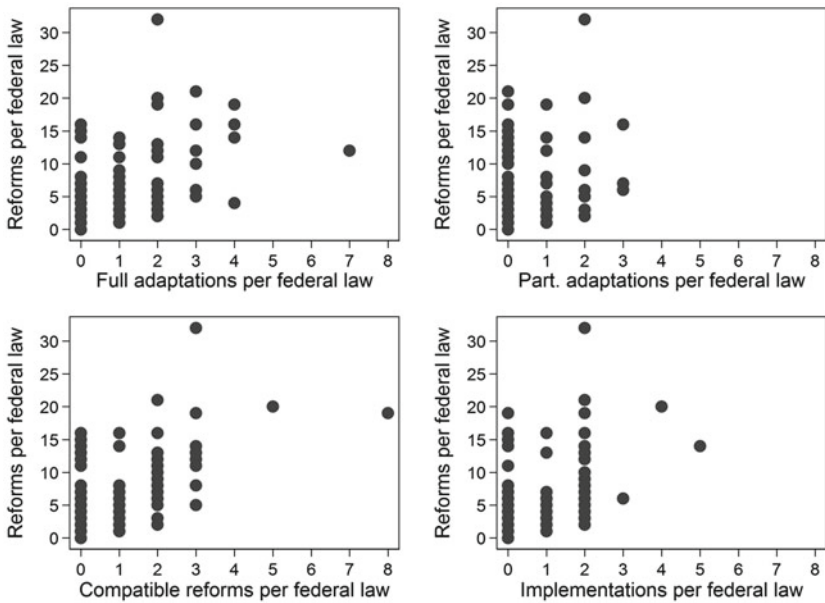 Reforms per federal law
30
25
20
15
10
5
0
0 1 2 3 4 5 6 7 8
Full adaptations per federal law
Reforms per federal law
30
25
20
15
10
5
0
0 1 2 3 4 5 6 7 8
Part. adaptations per federal law
Reforms per federal law
30
25
20
15
10
5
0
0 1 2 3 4 5 6 7 8
Compatible reforms per federal law
Reforms per federal law
30
25
20
15
10
5
0
0 1 2 3 4 5 6 7 8
Implementations per federal law